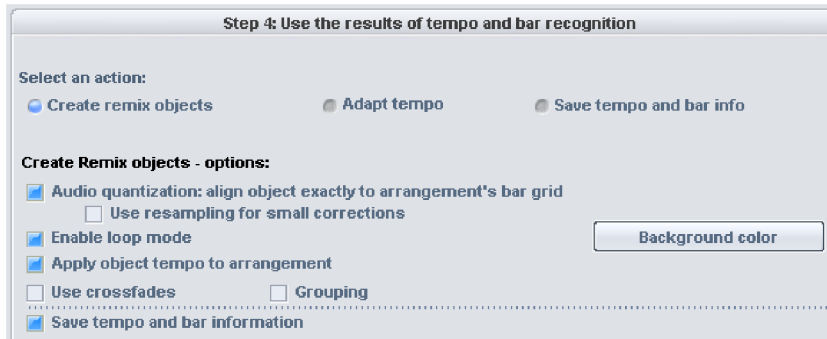 Step 4: Use the results of tempo and bar recognition
Select an action:
Create remix objects Adapt tempo Save tempo and bar info
Create Remix objects - options:
Audio quantization: align object exactly to arrangement's bar grid
Use resampling for small corrections
Enable loop mode
Background color
Apply object tempo to arrangement
Use crossfades Grouping
Save tempo and bar information